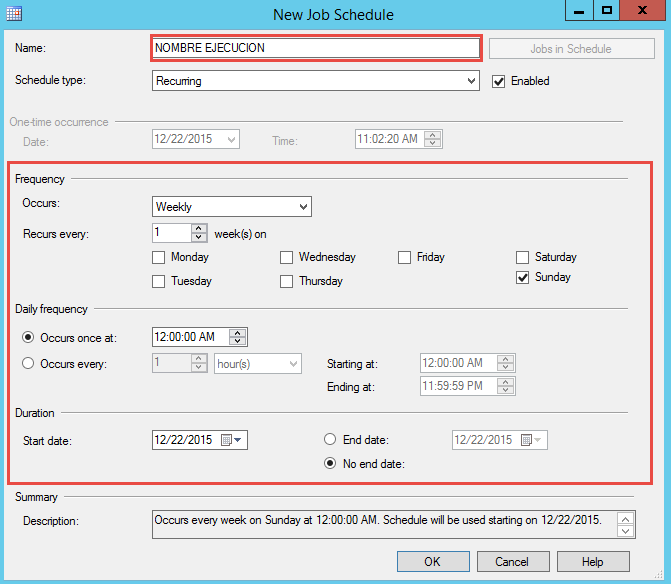 New Job Schedule
Name: NOMBRE EJECUCION Jobs in Schedule
Schedule type: Recurring Enabled
One-time occurrence
Date: 12/22/2015 Time: 11:02:20 AM
Frequency
Occurs: Weekly
Recurs every: 1 week(s) on
Monday Wednesday Friday Saturday
Tuesday Thursday Sunday
Daily frequency
Occurs once at: 12:00:00 AM
Occurs every: 1 hour(s) Starting at: 12:00:00 AM
Ending at: 11:59:59 PM
Duration
Start date: 12/22/2015 End date: 12/22/2015
No end date:
Summary
Description: Occurs every week on Sunday at 12:00:00 AM. Schedule will be used starting on 12/22/2015.
OK Cancel Help